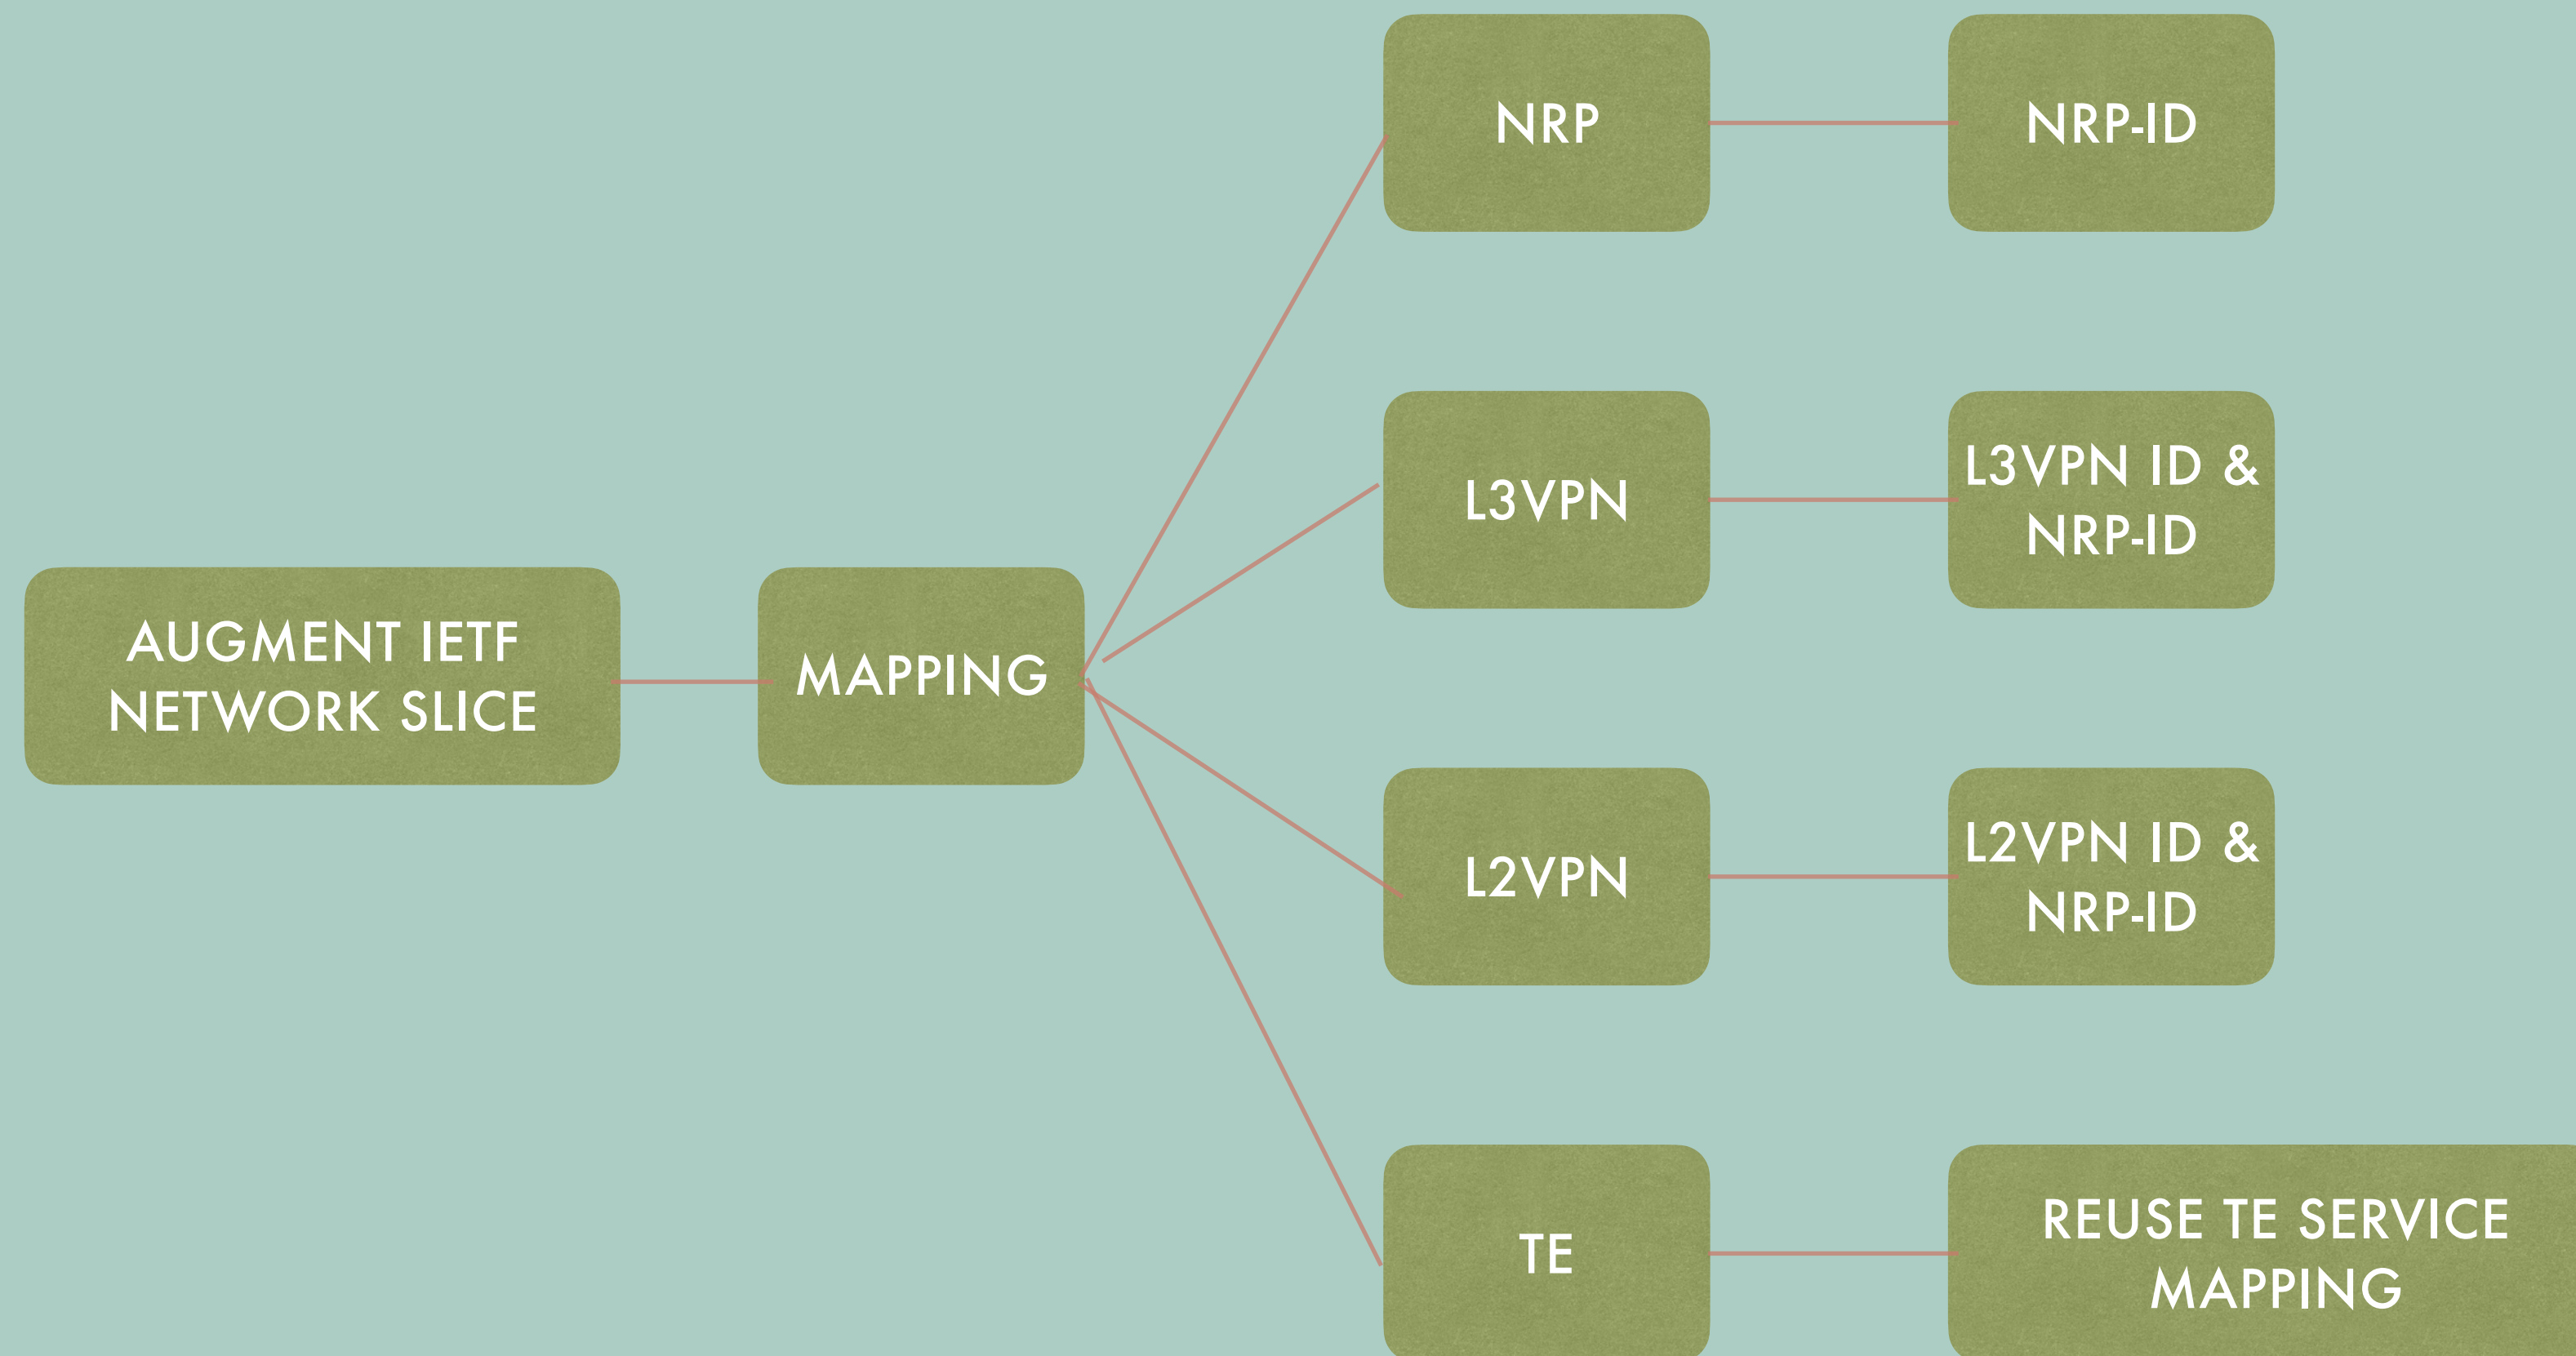 NRP
NRP-ID
L3VPN
L3VPN ID &
NRP-ID
AUGMENT IETF
NETWORK SLICE
MAPPING
L2VPN
L2VPN ID &
NRP-ID
TE
REUSE TE SERVICE
MAPPING